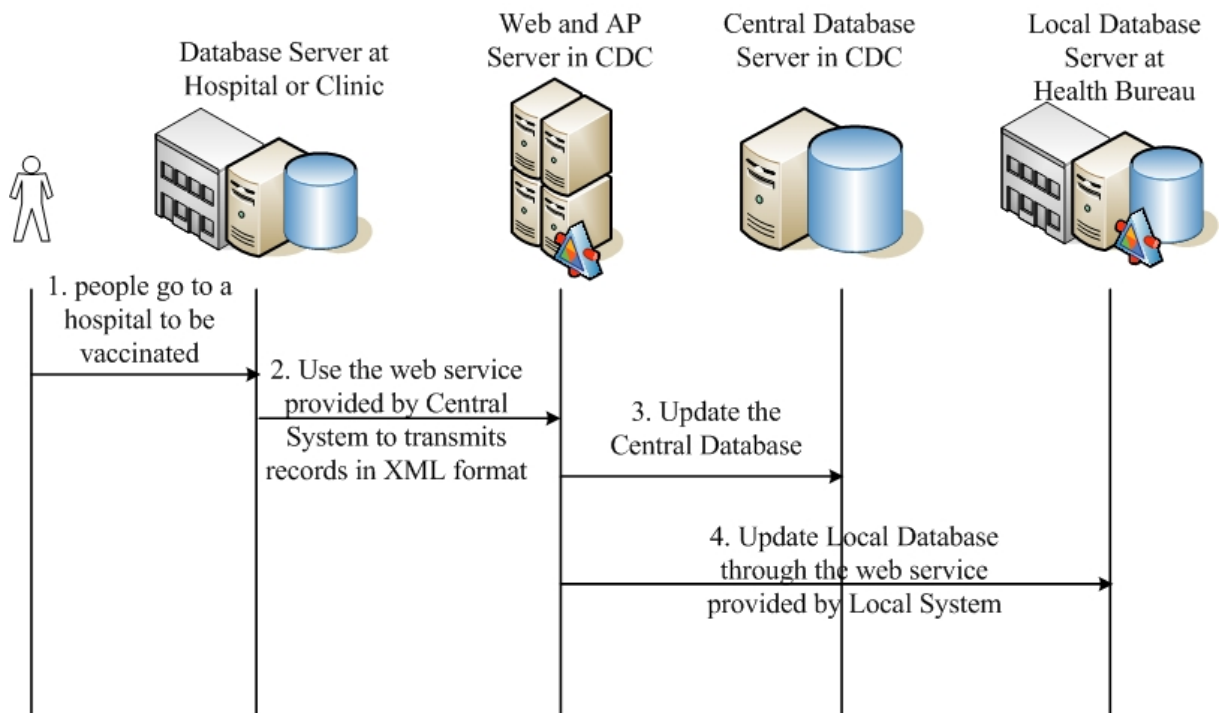 Database Server at
Hospital or Clinic
Web and AP
Server in CDC
Central Database
Server in CDC
Local Database
Server at
Health Bureau
1. people go to a
hospital to be
vaccinated
2. Use the web service
provided by Central
System to transmits
records in XML format
3. Update the
Central Database
4. Update Local Database
through the web service
provided by Local System